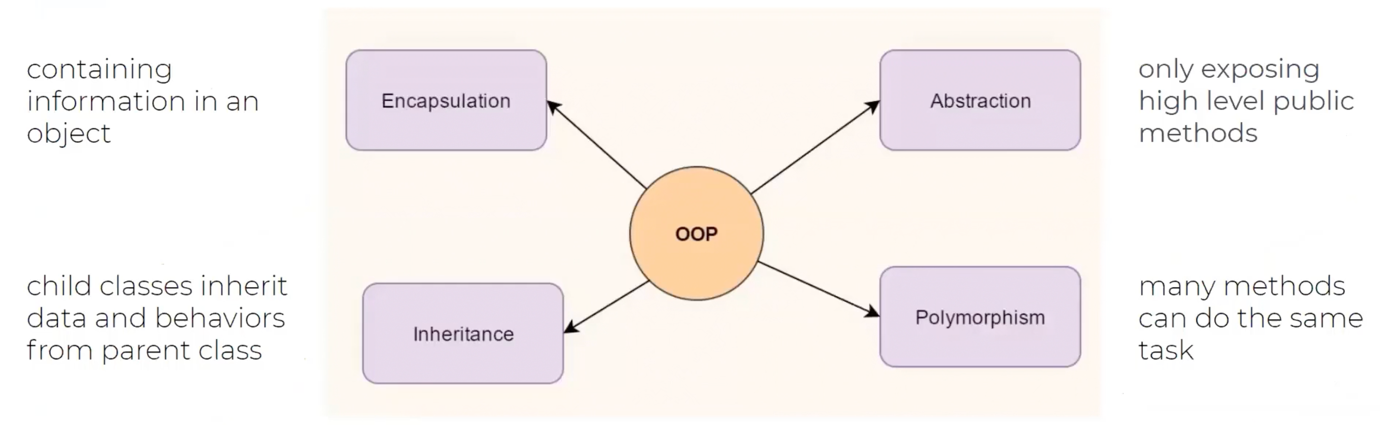 containing
information in an
object
Encapsulation
Abstraction
only exposing
high level public
methods
OOP
child classes inherit
data and behaviors
from parent class
Inheritance
Polymorphism
many methods
can do the same
task